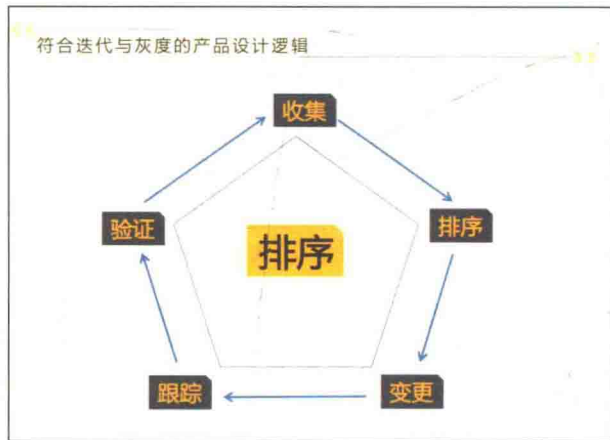 符合迭代与灰度的产品设计逻辑
收集
验证
排序
排序
跟踪
变更